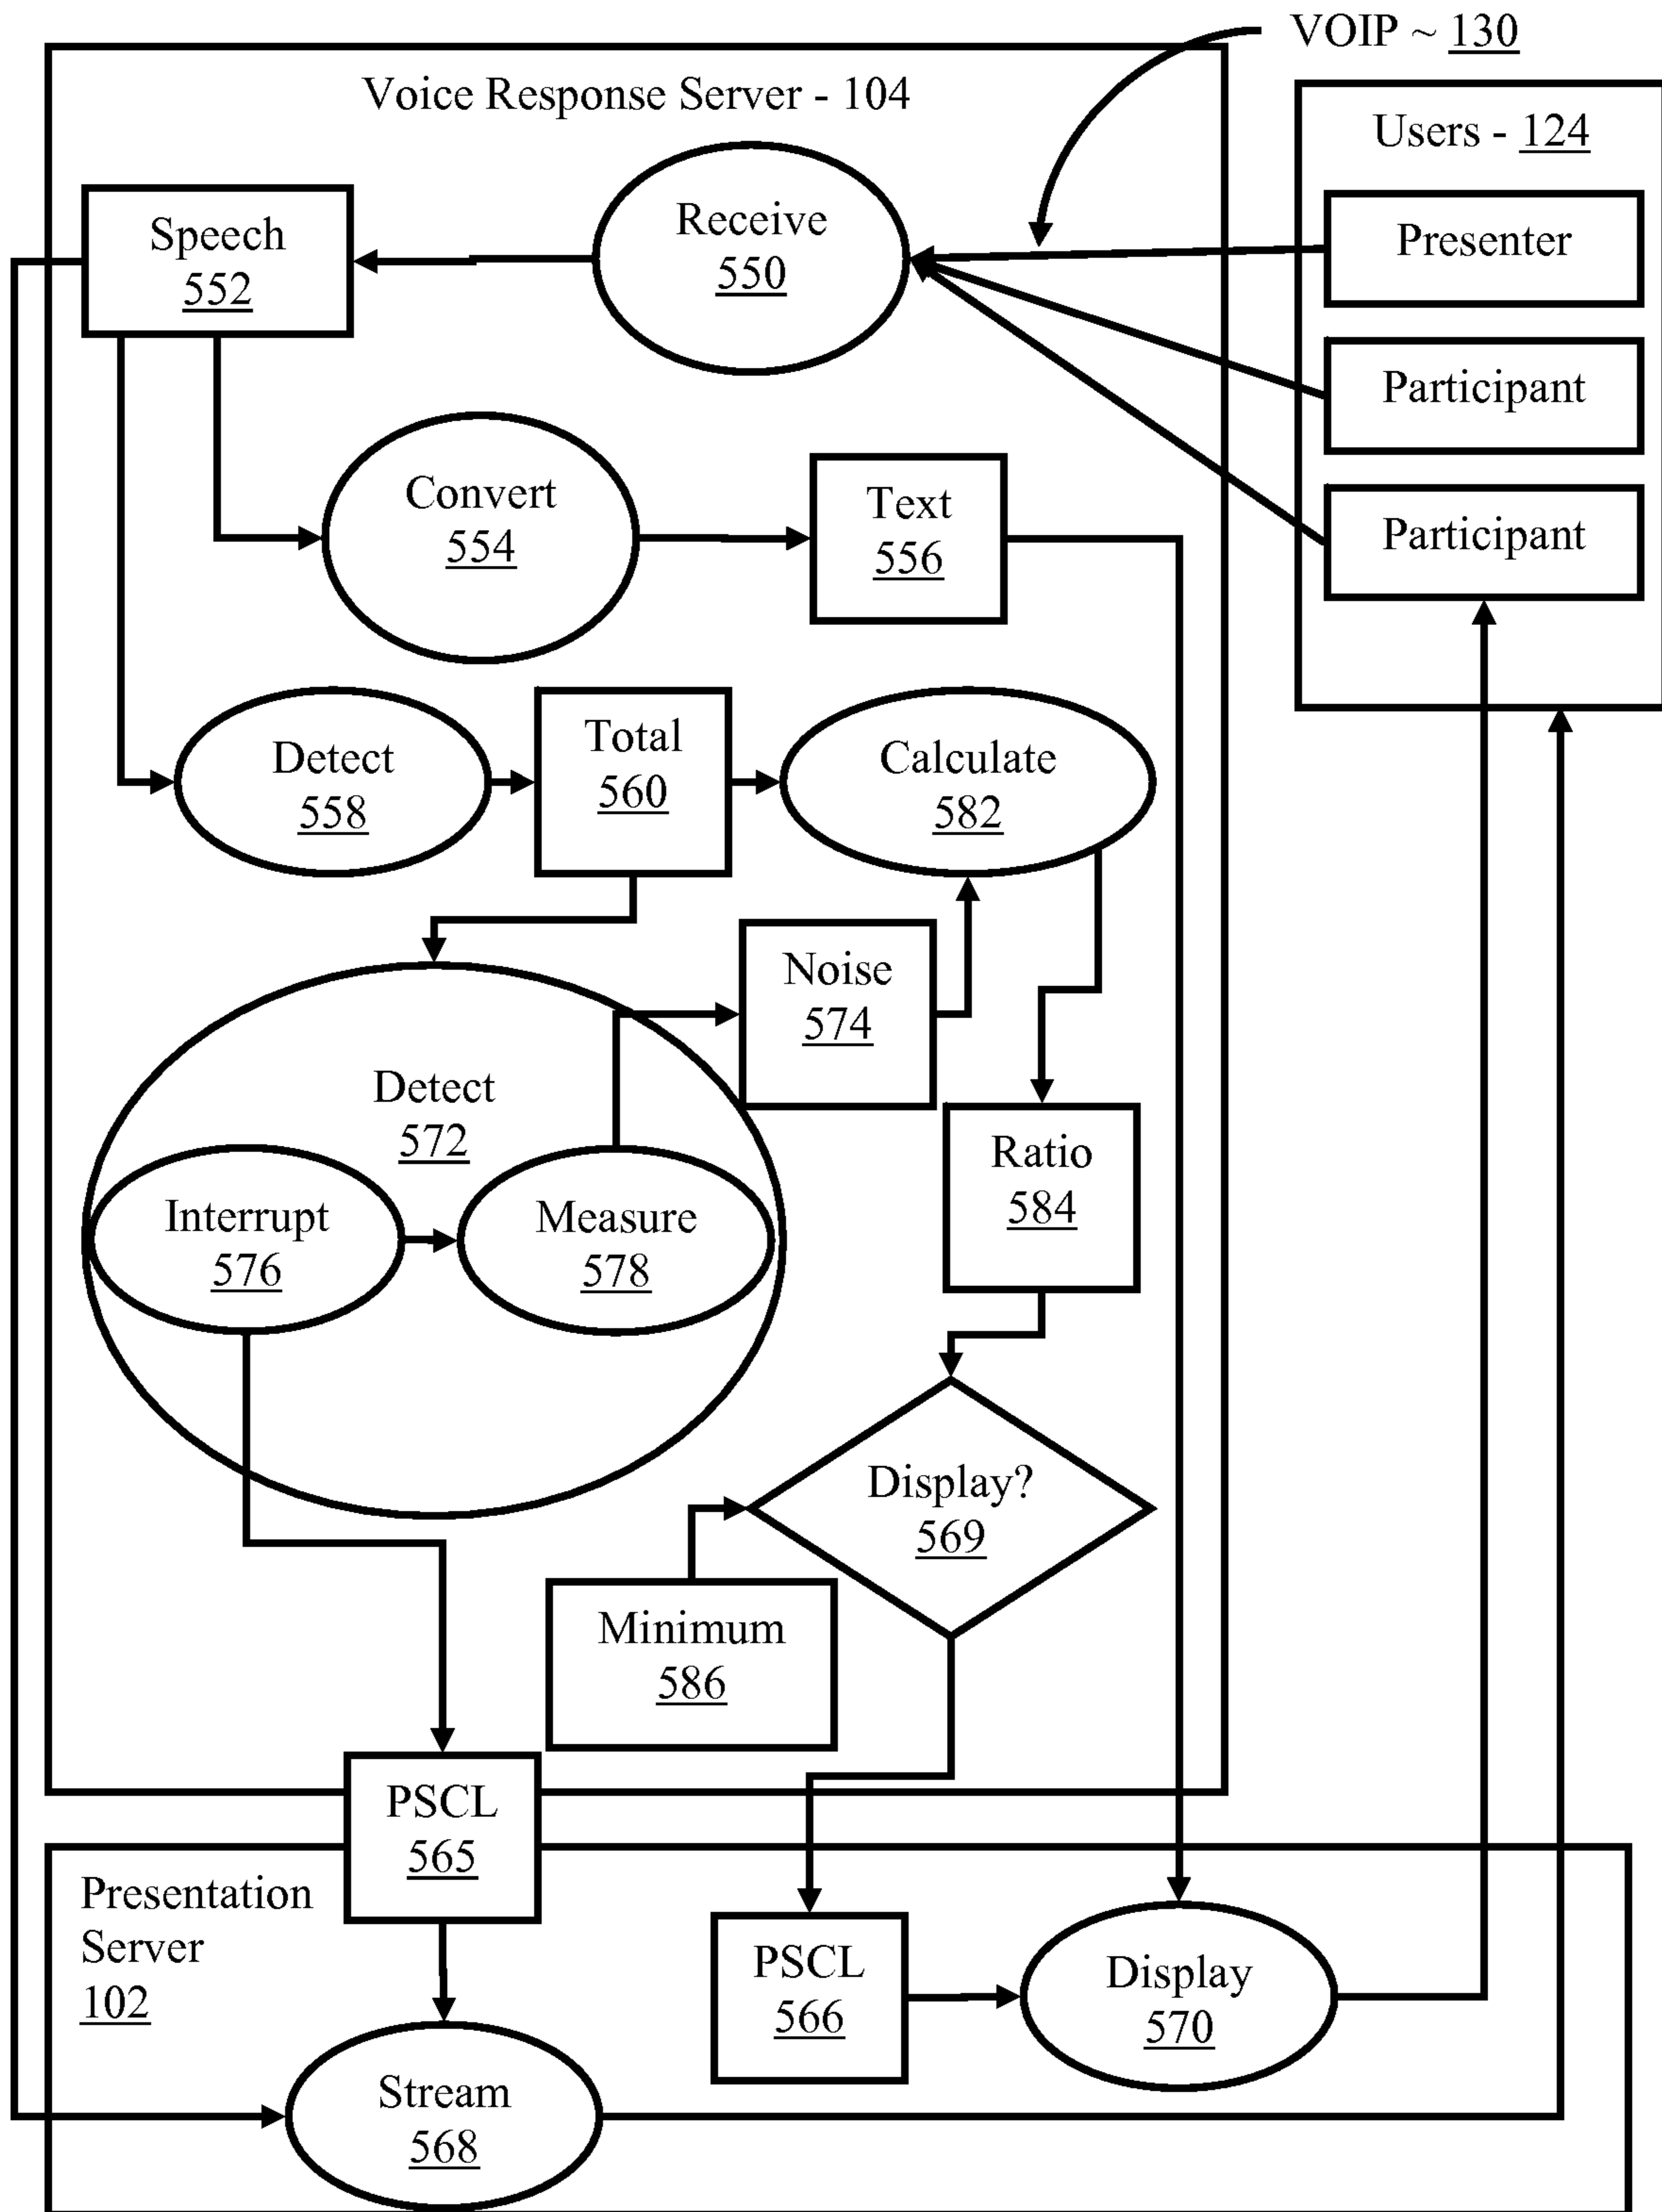 VOIP ~ 130
Voice Response Server - 104
Users - 124
Presenter
Participant
Participant
Receive
550
Speech
552
Convert
554
Text
556
Detect
558
Total
560
Calculate
582
Noise
574
Detect
572
Interrupt
576
Measure
578
Ratio
584
Display?
569
Minimum
586
PSCL
565
Presentation
Server
102
PSCL
566
Display
570
Stream
568